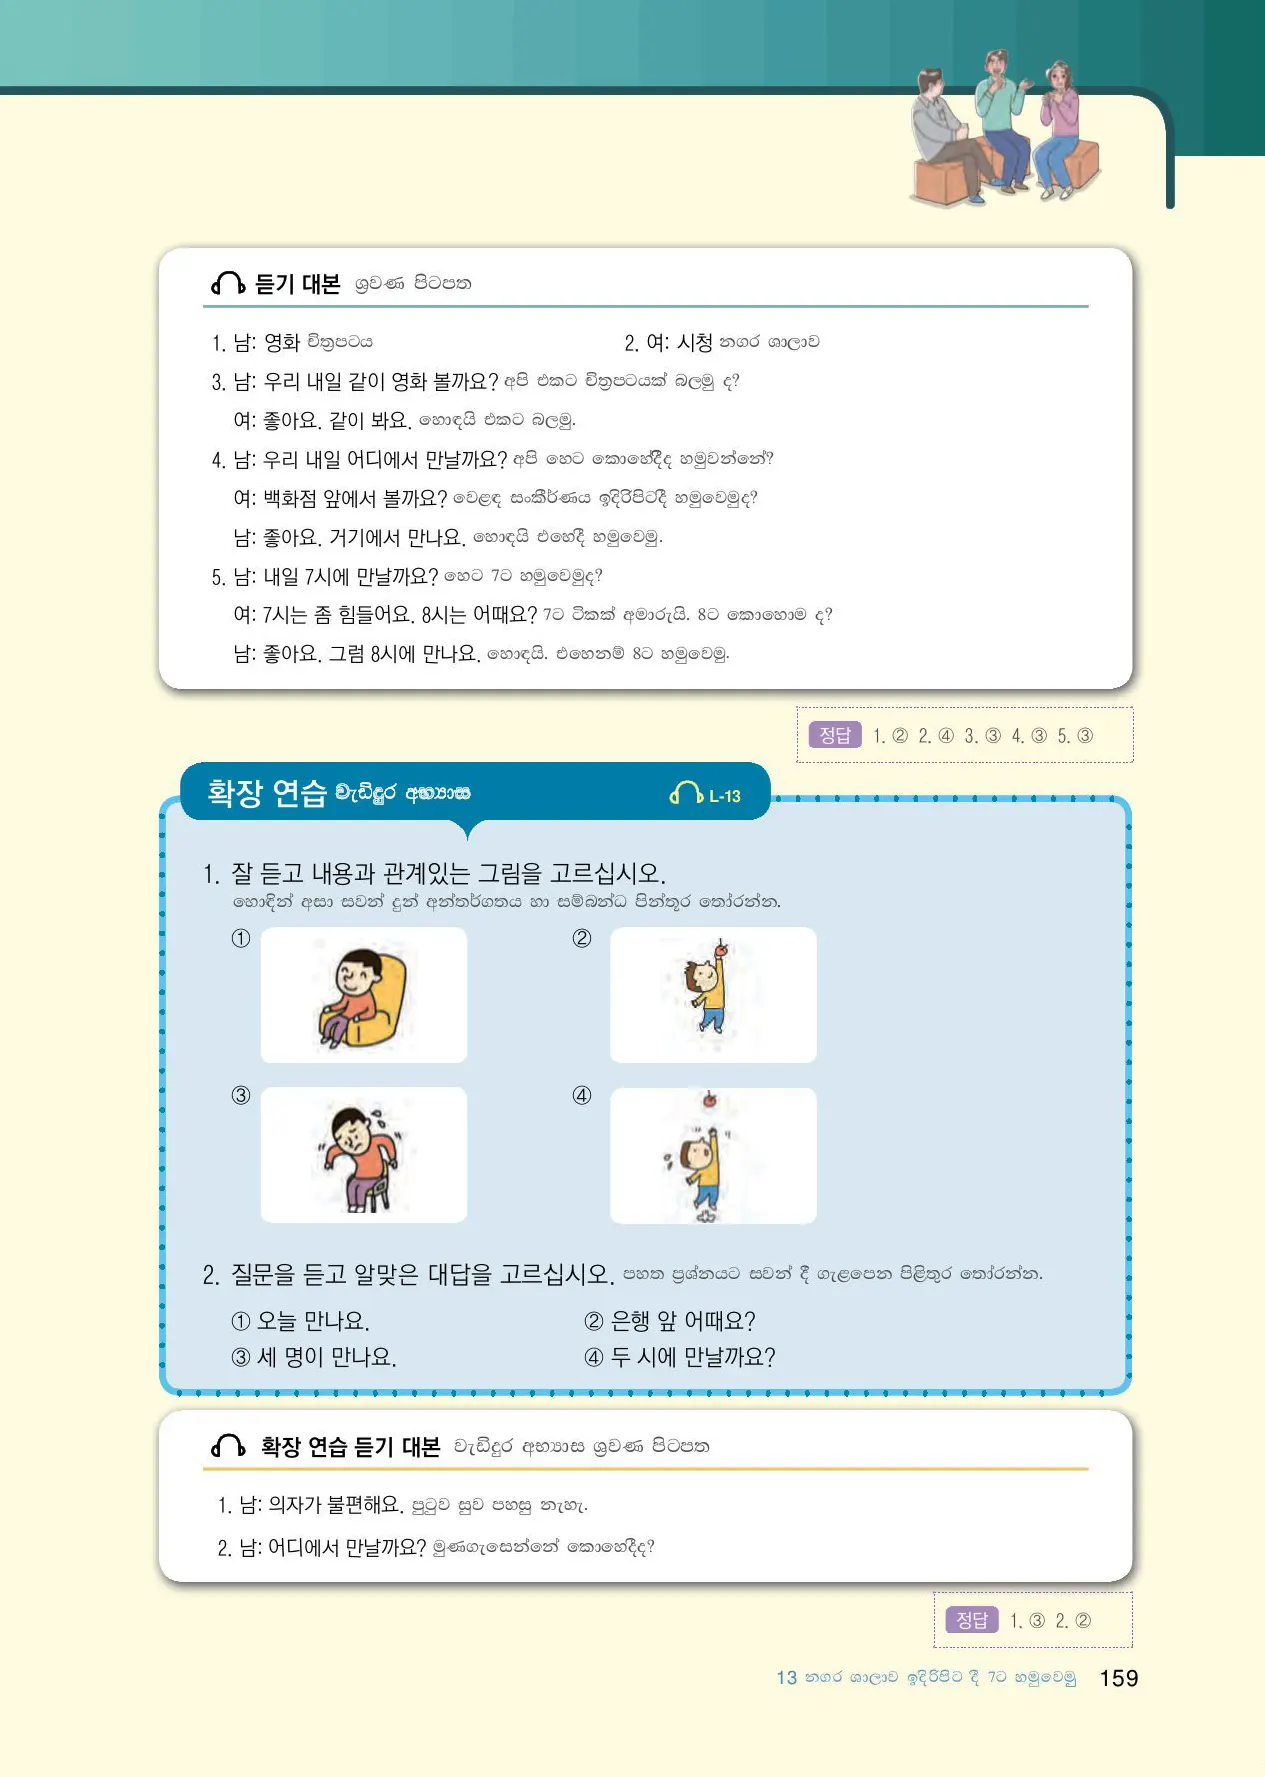 듣기 대본 ශ්‍රවණ පිටපත
1. 남: 영화 චිත්‍රපටය 2. 여: 시청 නගර ශාලාව
3. 남: 우리 내일 같이 영화 볼까요? අපි එකට චිත්‍රපටයක් බලමු ද?
여: 좋아요. 같이 봐요. හොඳයි එකට බලමු.
4. 남: 우리 내일 어디에서 만날까요? අපි හෙට කොහේදීද හමුවන්නේ?
여: 백화점 앞에서 볼까요? වෙළඳ සංකීර්ණය ඉදිරිපිටදී හමුවෙමුද?
남: 좋아요. 거기에서 만나요. හොඳයි එහේදී හමුවෙමු.
5. 남: 내일 7시에 만날까요? හෙට 7ට හමුවෙමුද?
여: 7시는 좀 힘들어요. 8시는 어때요? 7ට ටිකක් අමාරුයි. 8ට කොහොම ද?
남: 좋아요. 그럼 8시에 만나요. හොඳයි. එහෙනම් 8ට හමුවෙමු.
정답 1. ② 2. ④ 3. ③ 4. ③ 5. ③
확장 연습 වැඩිදුර අභ්‍යාස L-13
1. 잘 듣고 내용과 관계있는 그림을 고르십시오.
හොඳින් අසා සවන් දුන් අන්තර්ගතය හා සම්බන්ධ පින්තූර තෝරන්න.
① ②
③ ④
2. 질문을 듣고 알맞은 대답을 고르십시오. පහත ප්‍රශ්නයට සවන් දී ගැළපෙන පිළිතුර තෝරන්න.
① 오늘 만나요. ② 은행 앞 어때요?
③ 세 명이 만나요. ④ 두 시에 만날까요?
확장 연습 듣기 대본 වැඩිදුර අභ්‍යාස ශ්‍රවණ පිටපත
1. 남: 의자가 불편해요. පුටුව සුව පහසු නැහැ.
2. 남: 어디에서 만날까요? මුණගැසෙන්නේ කොහේදීද?
정답 1. ③ 2. ②
13 නගර ශාලාව ඉදිරිපිට දී 7ට හමුවෙමු 159